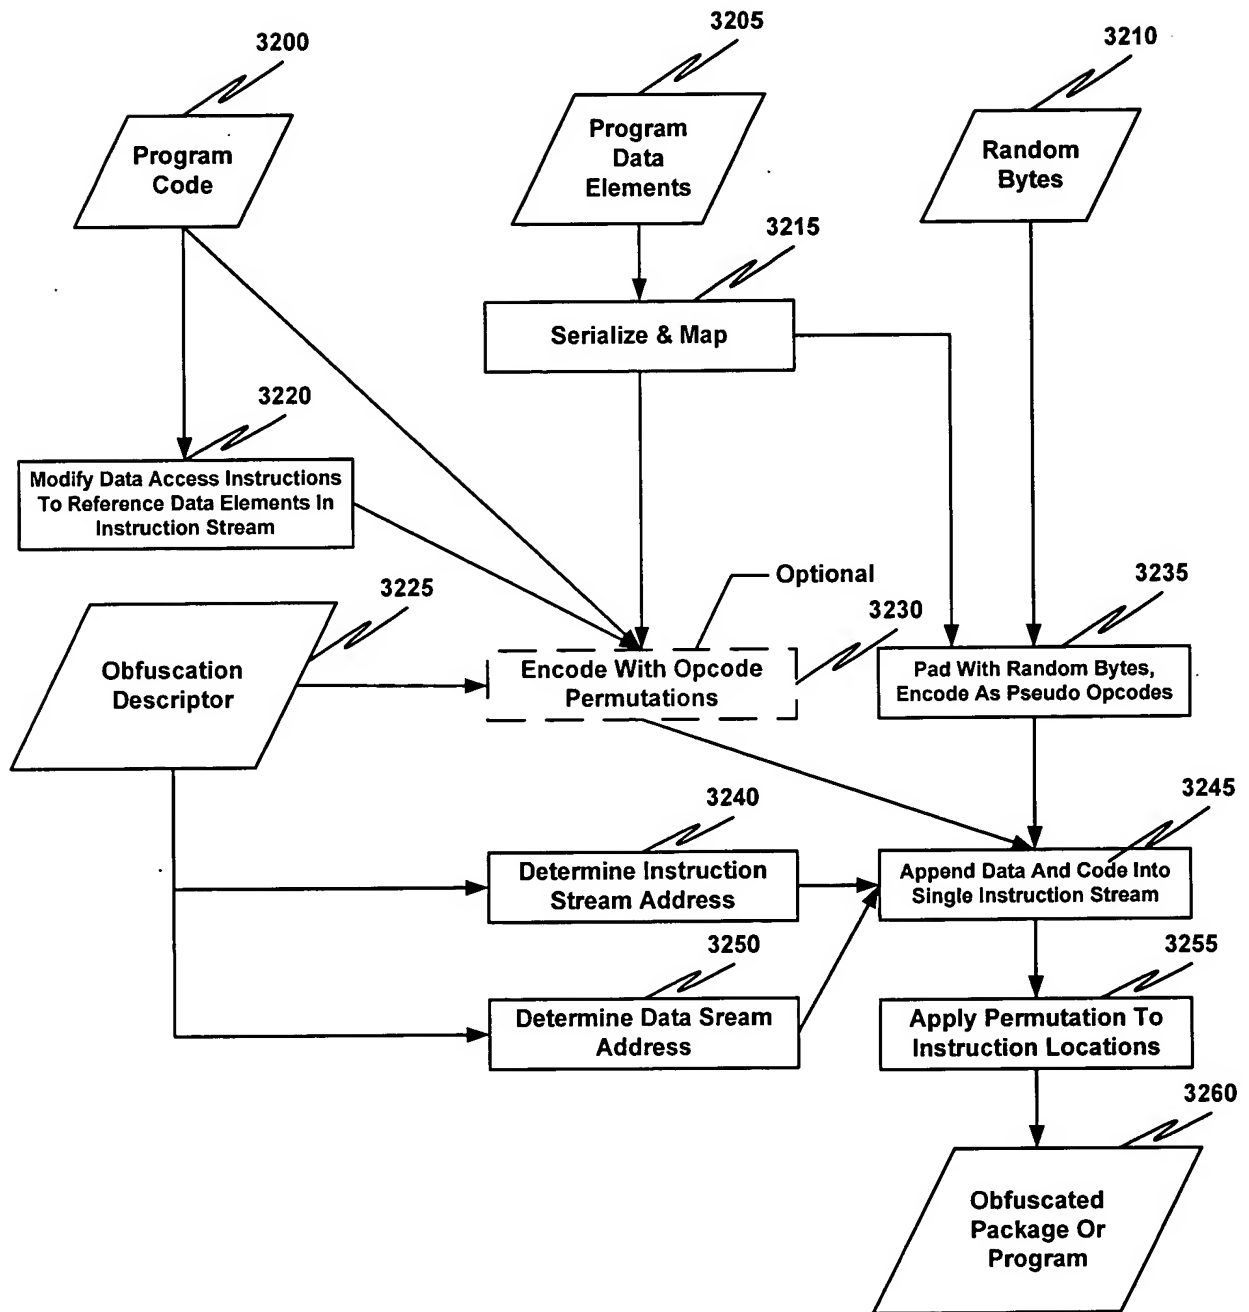 3200
3205
3210
Program
Code
Program
Data
Elements
Random
Bytes
3215
Serialize & Map
3220
Modify Data Access Instructions
To Reference Data Elements In
Instruction Stream
3225
Obfuscation
Descriptor
Optional
3230
Encode With Opcode
Permutations
3235
Pad With Random Bytes,
Encode As Pseudo Opcodes
3240
Determine Instruction
Stream Address
3245
Append Data And Code Into
Single Instruction Stream
3250
Determine Data Sream
Address
3255
Apply Permutation To
Instruction Locations
3260
Obfuscated
Package Or
Program